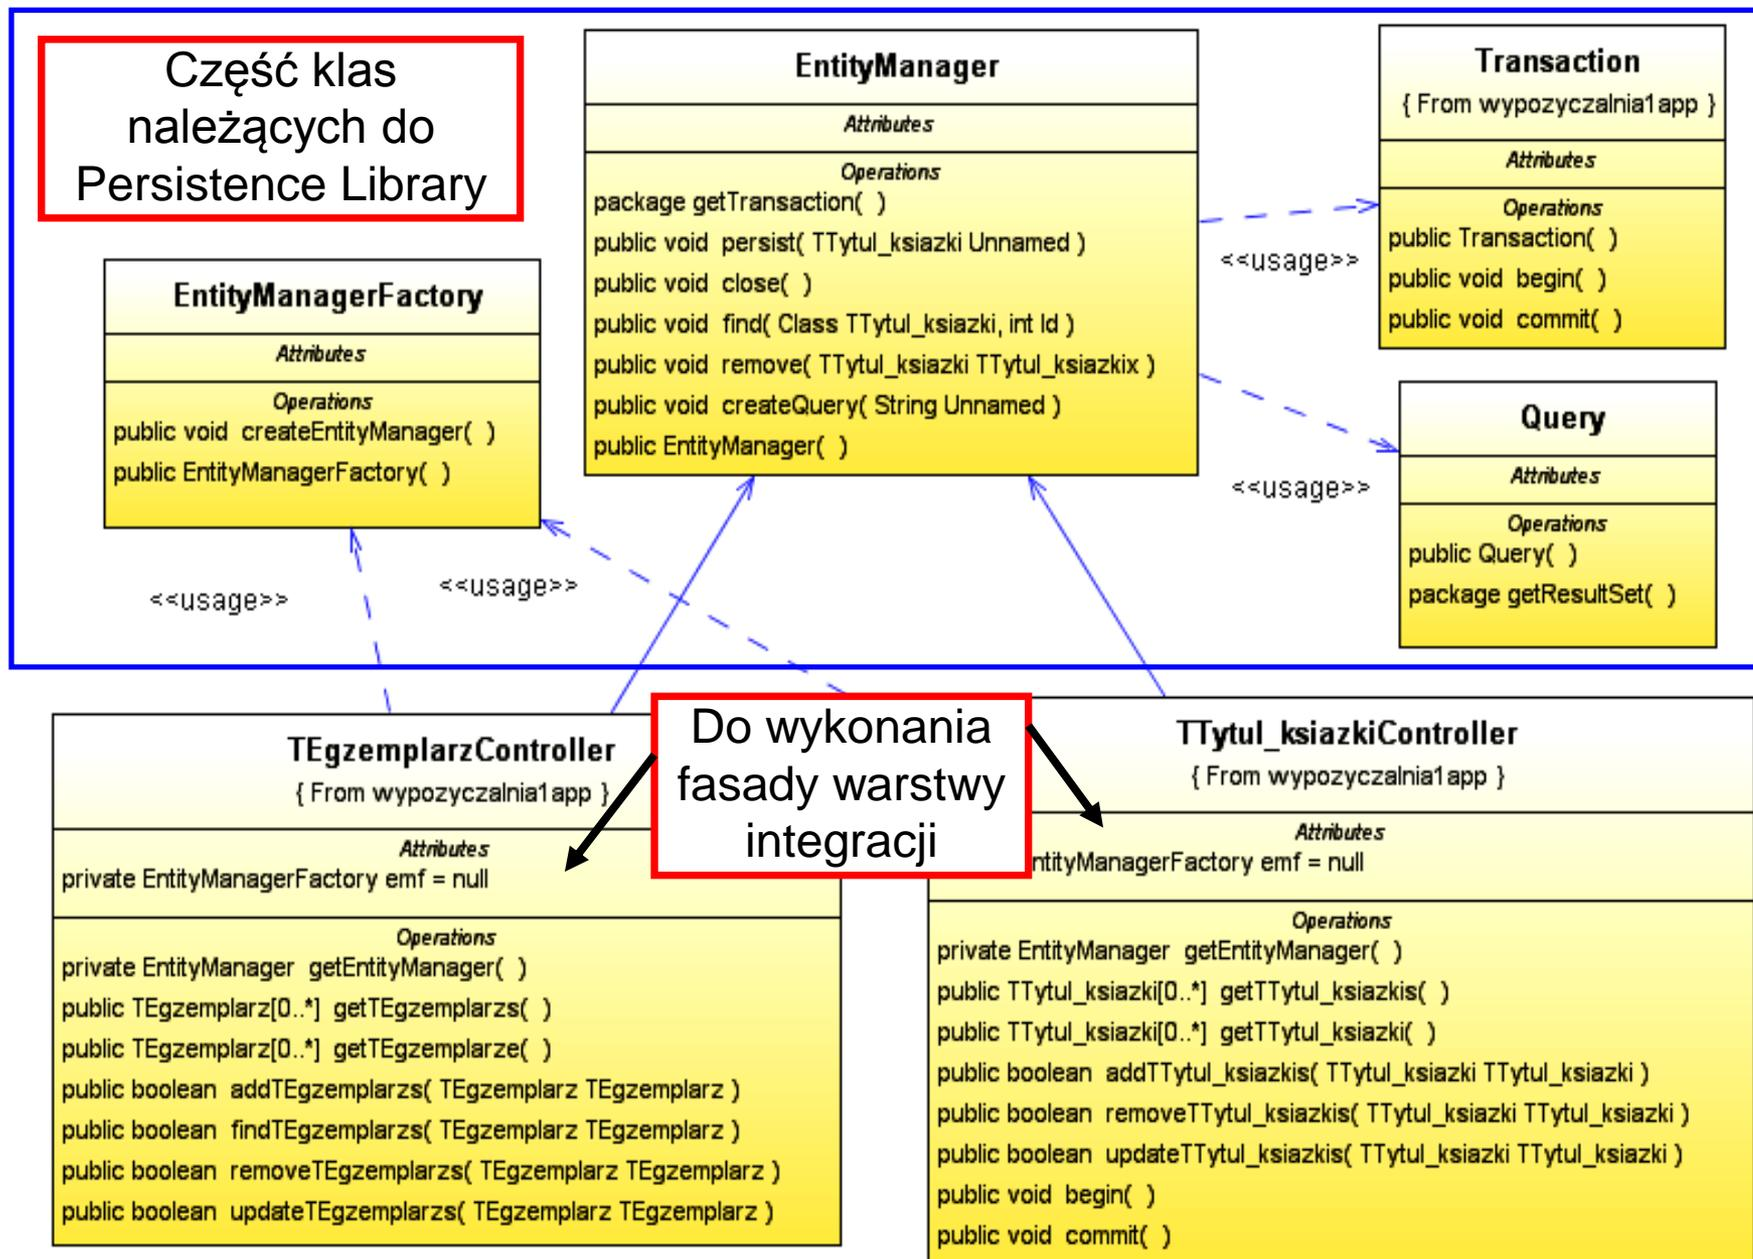 Część klas
należących do
Persistence Library
EntityManager
Attributes
Operations
package getTransaction( )
public void persist( TTytul_ksiazki Unnamed )
public void close( )
public void find( Class TTytul_ksiazki, int Id )
public void remove( TTytul_ksiazki TTytul_ksiazkix )
public void createQuery( String Unnamed )
public EntityManager( )
Transaction
{ From wypozyczalnia1app }
Attributes
Operations
public Transaction( )
public void begin( )
public void commit( )
<<usage>>
EntityManagerFactory
Attributes
Operations
public void createEntityManager( )
public EntityManagerFactory( )
Query
Attributes
Operations
public Query( )
package getResultSet( )
<<usage>>
<<usage>>
<<usage>>
TEgzemplarzController
{ From wypozyczalnia1app }
Attributes
private EntityManagerFactory emf = null
Operations
private EntityManager getEntityManager( )
public TEgzemplarz[0..*] getTEgzemplarzs( )
public TEgzemplarz[0..*] getTEgzemplarze( )
public boolean addTEgzemplarzs( TEgzemplarz TEgzemplarz )
public boolean findTEgzemplarzs( TEgzemplarz TEgzemplarz )
public boolean removeTEgzemplarzs( TEgzemplarz TEgzemplarz )
public boolean updateTEgzemplarzs( TEgzemplarz TEgzemplarz )
Do wykonania
fasady warstwy
integracji
TTytul_ksiazkiController
{ From wypozyczalnia1app }
Attributes
ntityManagerFactory emf = null
Operations
private EntityManager getEntityManager( )
public TTytul_ksiazki[0..*] getTTytul_ksiazkis( )
public TTytul_ksiazki[0..*] getTTytul_ksiazki( )
public boolean addTTytul_ksiazkis( TTytul_ksiazki TTytul_ksiazki )
public boolean removeTTytul_ksiazkis( TTytul_ksiazki TTytul_ksiazki )
public boolean updateTTytul_ksiazkis( TTytul_ksiazki TTytul_ksiazki )
public void begin( )
public void commit( )